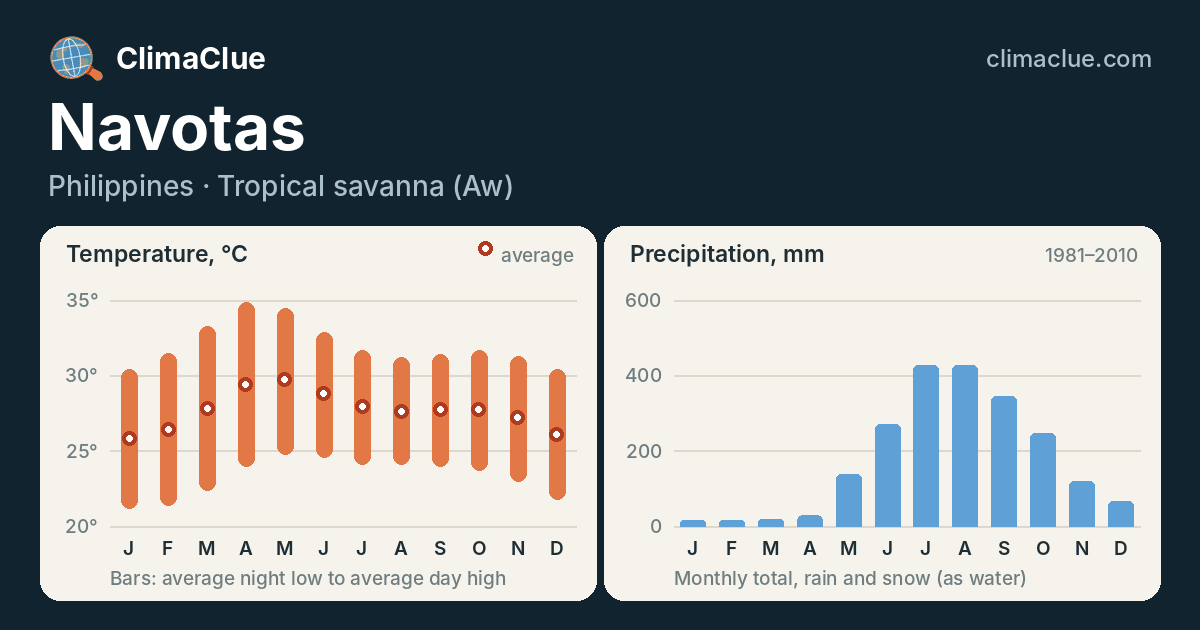 ClimaClue
climaclue.com
Navotas
Philippines · Tropical savanna (Aw)
Temperature, °C
average
35°
30°
25°
20°
J F M A M J J A S O N D
Bars: average night low to average day high
Precipitation, mm
1981–2010
600
400
200
0
J F M A M J J A S O N D
Monthly total, rain and snow (as water)